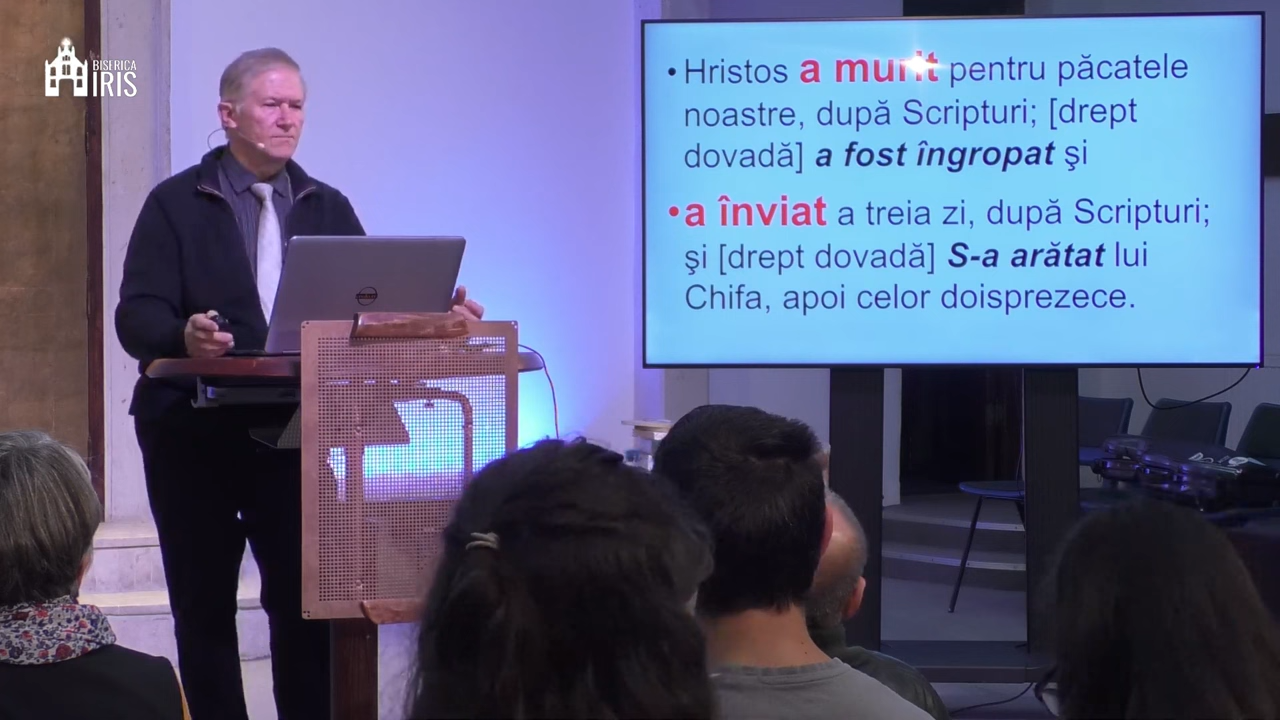 BISERICA
IRIS
• Hristos a murit pentru păcatele
noastre, după Scripturi; [drept
dovadă] a fost îngropat şi
• a înviat a treia zi, după Scripturi;
şi [drept dovadă] S-a arătat lui
Chifa, apoi celor doisprezece.